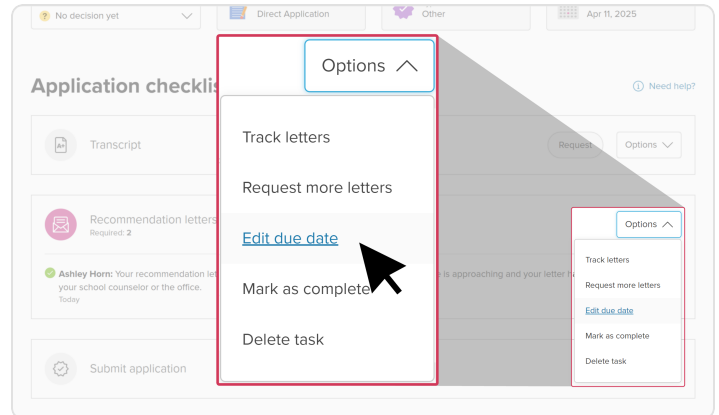 No decision yet
Direct Application
Other
Apr 11, 2025
Application checklis
Need help?
A+
Transcript
Request
Options
Recommendation letters
Required: 2
Ashley Horn: Your recommendation let
e is approaching and your letter h
your school counselor or the office.
Today
Submit application
Options
Track letters
Request more letters
Edit due date
Mark as complete
Delete task
Options
Track letters
Request more letters
Edit due date
Mark as complete
Delete task